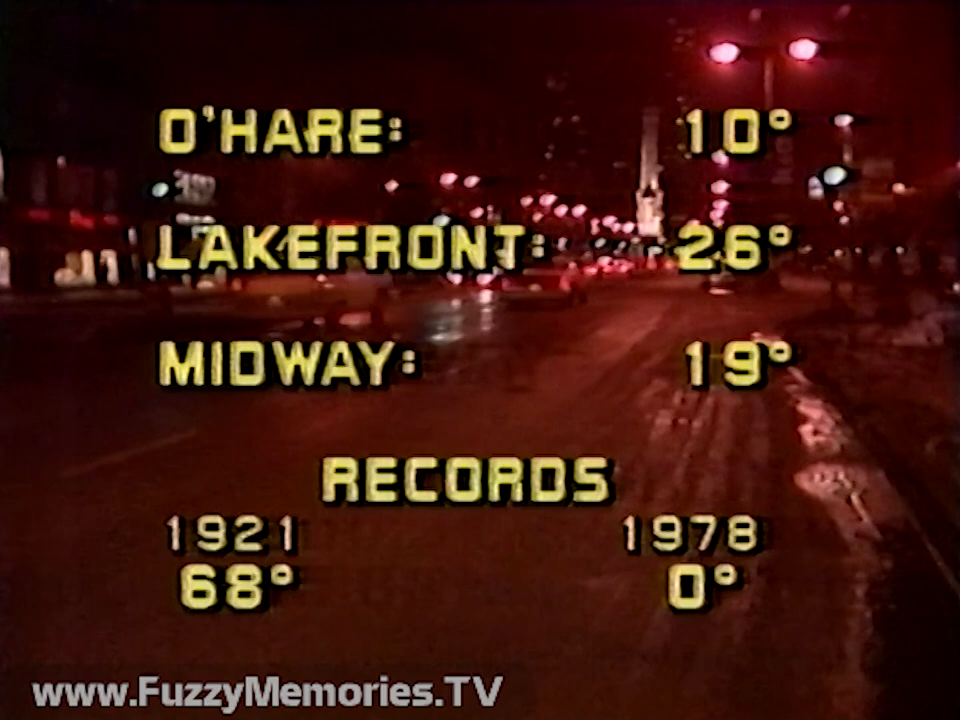 O'HARE: 10°
LAKEFRONT: 26°
MIDWAY: 19°
RECORDS
1921 1978
68° 0°
www.FuzzyMemories.TV